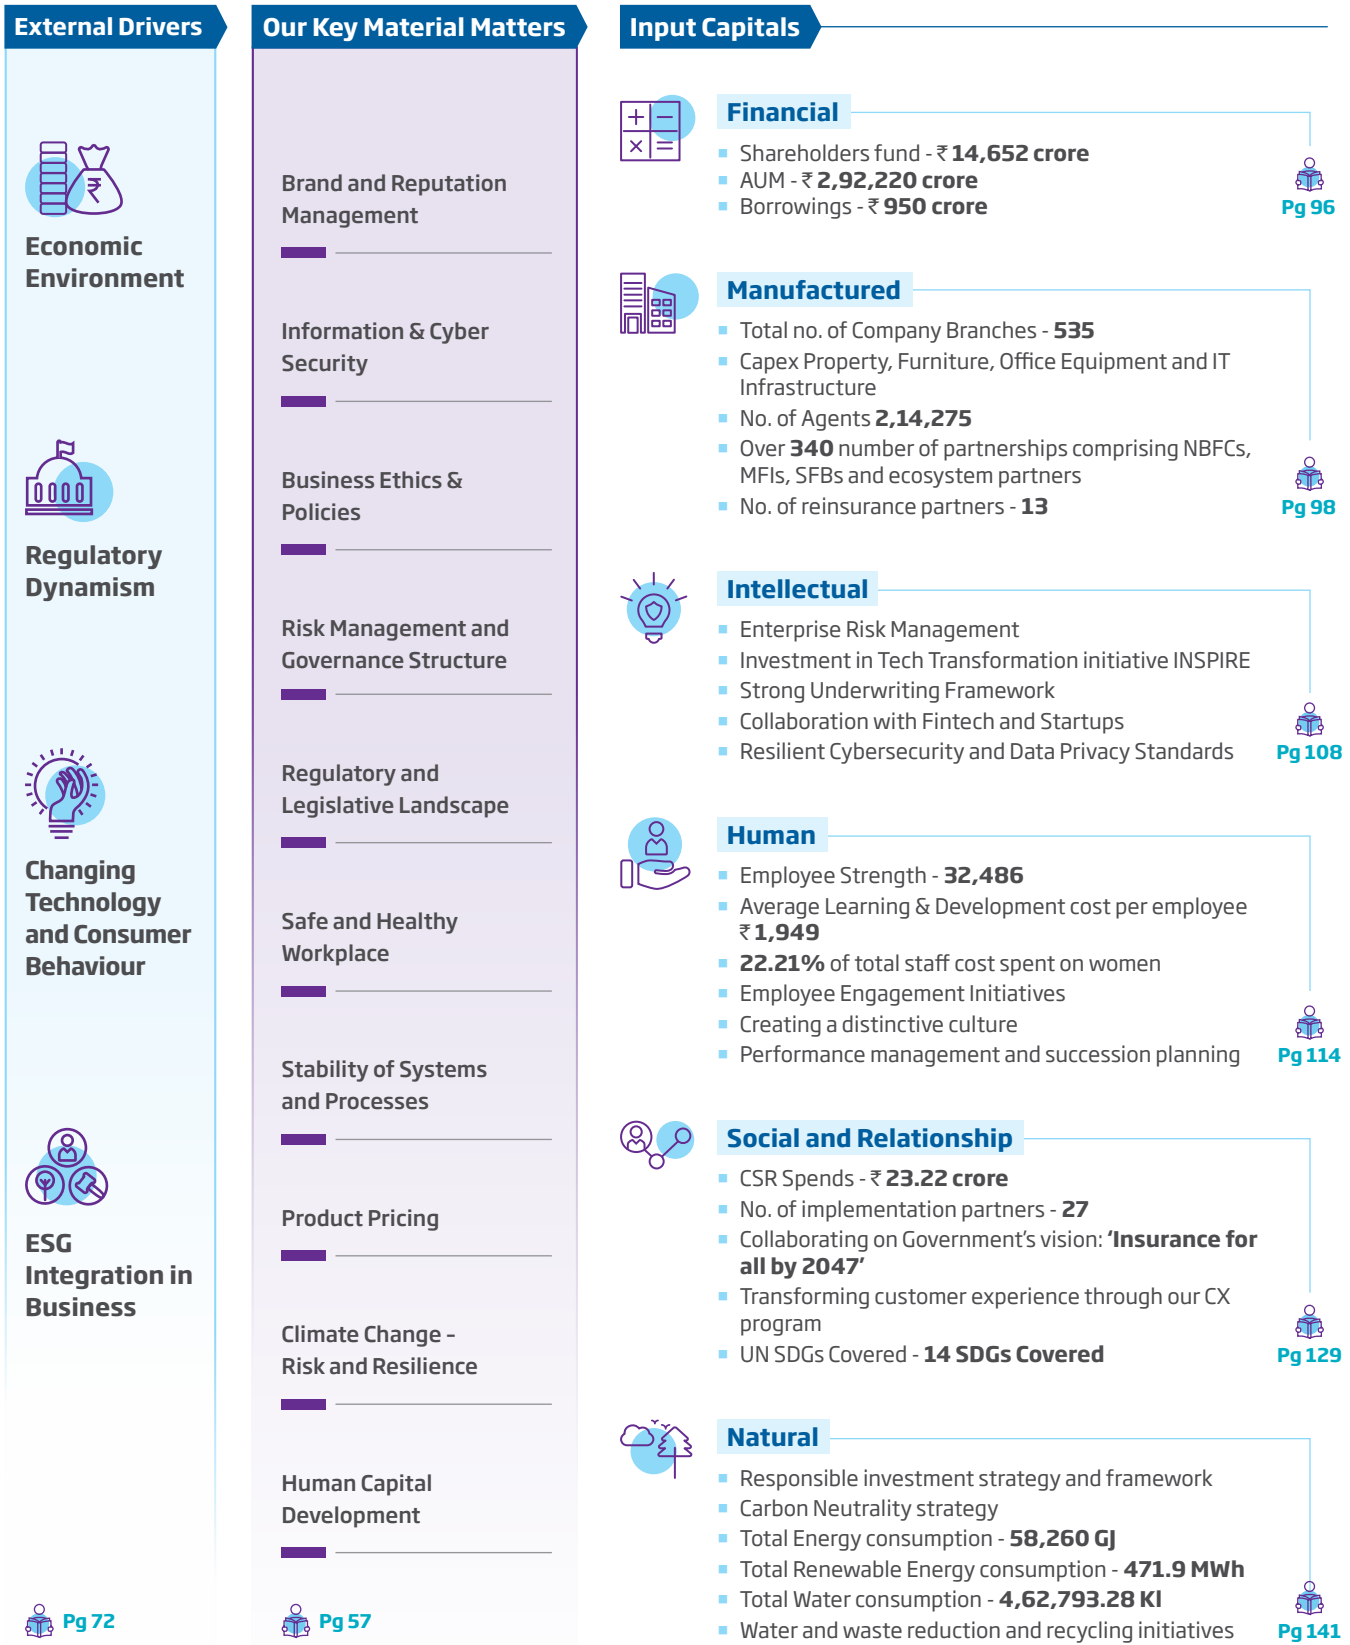 External Drivers
Economic
Environment
Regulatory
Dynamism
Changing
Technology
and Consumer
Behaviour
ESG
Integration in
Business
Pg 72
Our Key Material Matters
Brand and Reputation
Management
Information & Cyber
Security
Business Ethics &
Policies
Risk Management and
Governance Structure
Regulatory and
Legislative Landscape
Safe and Healthy
Workplace
Stability of Systems
and Processes
Product Pricing
Climate Change –
Risk and Resilience
Human Capital
Development
Pg 57
Input Capitals
Financial
Shareholders fund - ₹ 14,652 crore
AUM - ₹ 2,92,220 crore
Borrowings - ₹ 950 crore
Pg 96
Manufactured
Total no. of Company Branches - 535
Capex Property, Furniture, Office Equipment and IT
Infrastructure
No. of Agents 2,14,275
Over 340 number of partnerships comprising NBFCs,
MFIs, SFBs and ecosystem partners
No. of reinsurance partners - 13
Pg 98
Intellectual
Enterprise Risk Management
Investment in Tech Transformation initiative INSPIRE
Strong Underwriting Framework
Collaboration with Fintech and Startups
Resilient Cybersecurity and Data Privacy Standards
Pg 108
Human
Employee Strength - 32,486
Average Learning & Development cost per employee
₹ 1,949
22.21% of total staff cost spent on women
Employee Engagement Initiatives
Creating a distinctive culture
Performance management and succession planning
Pg 114
Social and Relationship
CSR Spends - ₹ 23.22 crore
No. of implementation partners - 27
Collaborating on Government’s vision: ‘Insurance for
all by 2047’
Transforming customer experience through our CX
program
UN SDGs Covered - 14 SDGs Covered
Pg 129
Natural
Responsible investment strategy and framework
Carbon Neutrality strategy
Total Energy consumption - 58,260 GJ
Total Renewable Energy consumption - 471.9 MWh
Total Water consumption - 4,62,793.28 Kl
Water and waste reduction and recycling initiatives
Pg 141